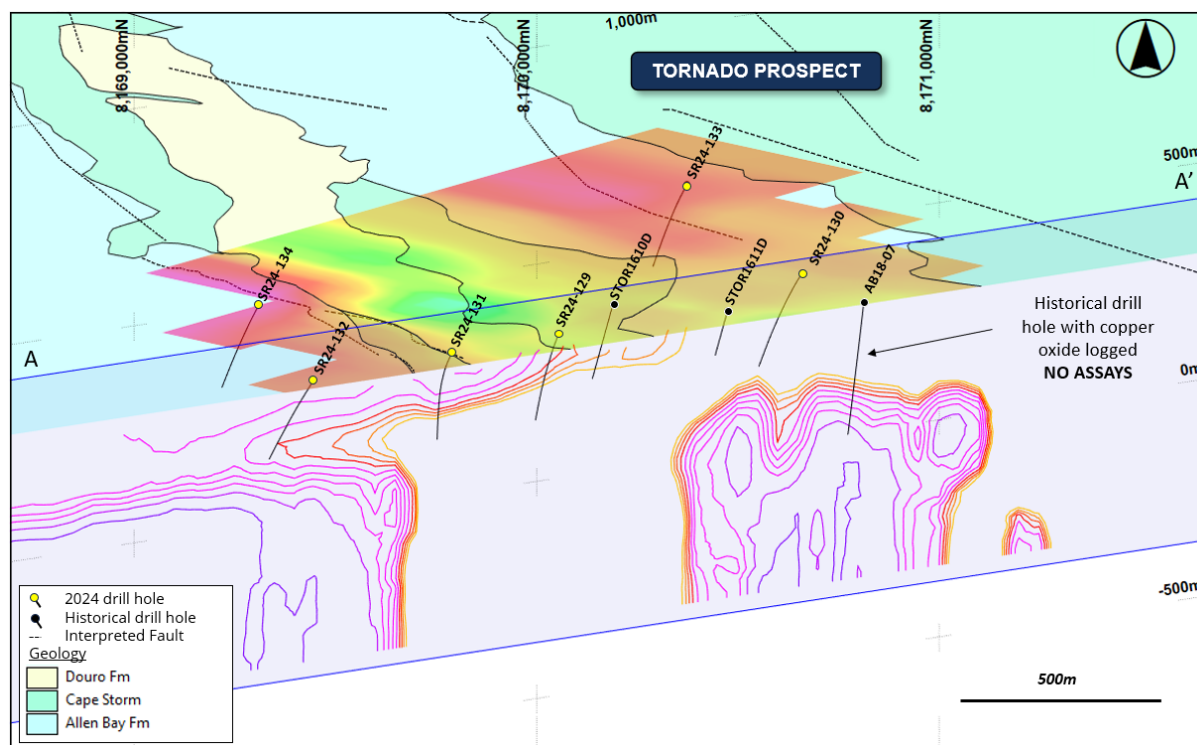 8,169,000mN
8,170,000mN
1,000m
TORNADO PROSPECT
8,171,000mN
500m
A'
SR24-133
SR24-134
SR24-132
SR24-131
SR24-129
STOR1610D
STOR1611D
SR24-130
AB18-07
A
Historical drill
hole with copper
oxide logged
NO ASSAYS
0m
-500m
2024 drill hole
Historical drill hole
Interpreted Fault
Geology
Douro Fm
Cape Storm
Allen Bay Fm
500m